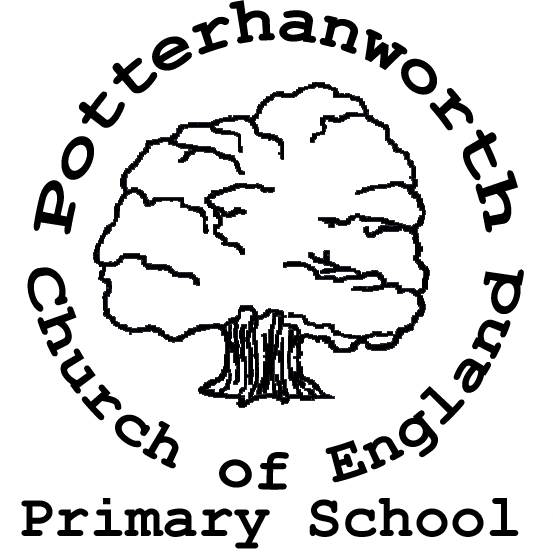 Potterhanworth
Church of England
Primary School